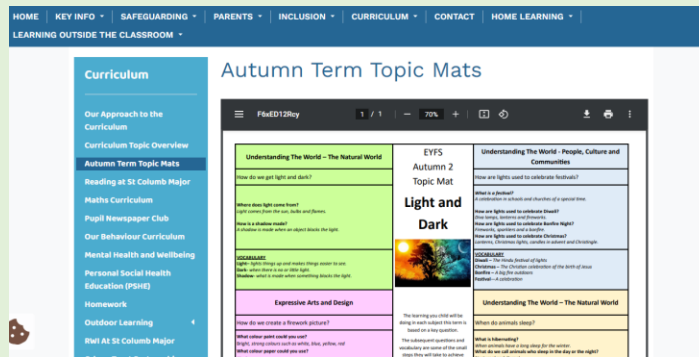 HOME KEY INFO SAFEGUARDING PARENTS INCLUSION CURRICULUM CONTACT HOME LEARNING
LEARNING OUTSIDE THE CLASSROOM
Curriculum
Our Approach to the
Curriculum
Curriculum Topic Overview
Autumn Term Topic Mats
Reading at St Columb Major
Maths Curriculum
Pupil Newspaper Club
Our Behaviour Curriculum
Mental Health and Wellbeing
Personal Social Health
Education (PSHE)
Homework
Outdoor Learning
RWI At St Columb Major
Autumn Term Topic Mats
F6xED12Rcy 1 / 1 70%
Understanding The World – The Natural World
How do we get light and dark?
Where does light come from?
Light comes from the sun, bulbs and flames.
How is a shadow made?
A shadow is made when an object blocks the light.
VOCABULARY
Light- lights things up and makes things easier to see.
Dark- when there is no or little light.
Shadow- what is made when something blocks the light.
Expressive Arts and Design
How do we create a firework picture?
What colour paint could you use?
Bright, strong colours such as white, blue, yellow, red
What colour paper could you use?
EYFS
Autumn 2
Topic Mat
Light and
Dark
The learning you child will be
doing in each subject this term is
based on a key question.
The subsequent questions and
vocabulary are some of the small
steps they will take to achieve
Understanding The World - People, Culture and
Communities
How are lights used to celebrate festivals?
What is a festival?
A celebration in schools and churches of a special time.
How are lights used to celebrate Diwali?
Diva lamps, lanterns and fireworks.
How are lights used to celebrate Bonfire Night?
Fireworks, sparklers and a bonfire.
How are lights used to celebrate Christmas?
Lanterns, Christmas lights, candles in advent and Christingle.
VOCABULARY
Diwali – The Hindu festival of lights
Christmas – The Christian celebration of the birth of Jesus
Bonfire – A big fire outdoors
Festival – A celebration
Understanding The World – The Natural World
When do animals sleep?
What is hibernating?
When animals have a long sleep for the winter.
What do we call animals who sleep in the day or the night?